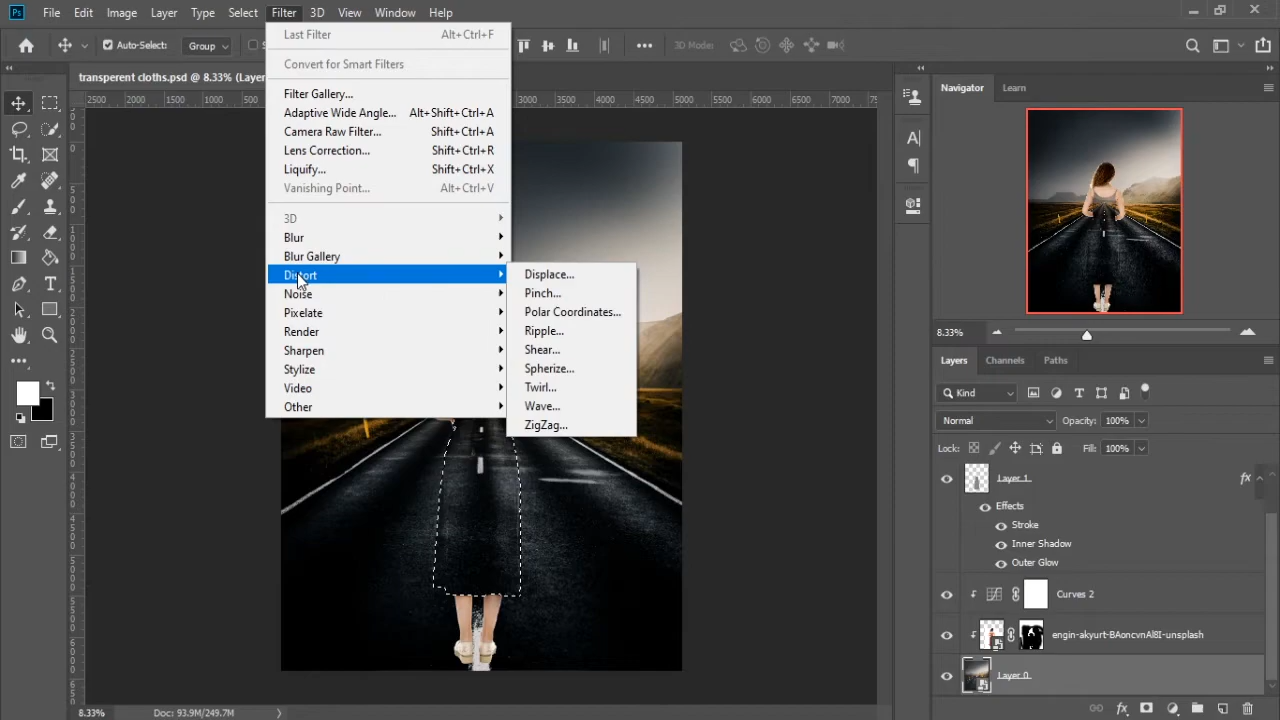 Ps File Edit Image Layer Type Select Filter 3D View Window Help
Auto-Select: Group 3D Mode:
transperent cloths.psd @ 8.33% (Layer
2500 2000 1500 1000 500 3000 3500 4000 4500 5000 5500 6000 6500 7000
Last Filter Alt+Ctrl+F
Convert for Smart Filters
Filter Gallery...
Adaptive Wide Angle... Alt+Shift+Ctrl+A
Camera Raw Filter... Shift+Ctrl+A
Lens Correction... Shift+Ctrl+R
Liquify... Shift+Ctrl+X
Vanishing Point... Alt+Ctrl+V
3D
Blur
Blur Gallery
Distort
Noise
Pixelate
Render
Sharpen
Stylize
Video
Other
Displace...
Pinch...
Polar Coordinates...
Ripple...
Shear...
Spherize...
Twirl...
Wave...
ZigZag...
Navigator Learn
8.33%
Layers Channels Paths
Kind
Normal Opacity: 100%
Lock: Fill: 100%
Layer 1 fx
Effects
Stroke
Inner Shadow
Outer Glow
Curves 2
engin-akyurt-BAoncvnAl8I-unsplash
Layer 0
8.33% Doc: 93.9M/249.7M